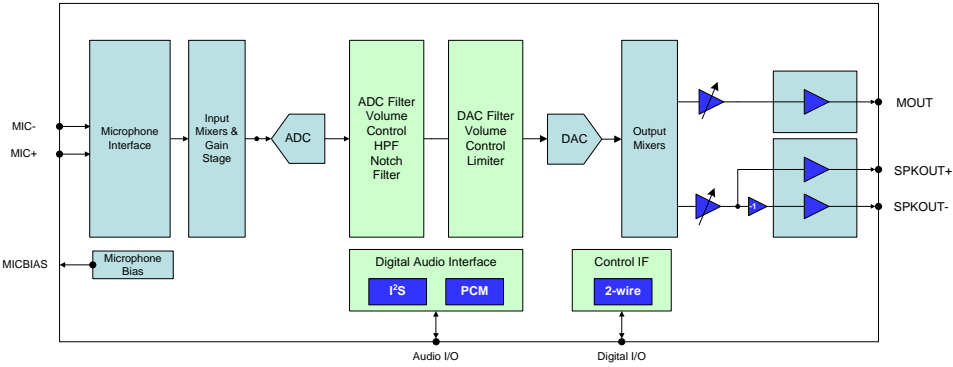 MIC-
MIC+
MICBIAS
Microphone
Interface
Input
Mixers &
Gain
Stage
ADC
ADC Filter
Volume
Control
HPF
Notch
Filter
DAC Filter
Volume
Control
Limiter
DAC
Output
Mixers
-1
MOUT
SPKOUT+
SPKOUT-
Microphone
Bias
Digital Audio Interface
I²S
PCM
Control IF
2-wire
Audio I/O
Digital I/O